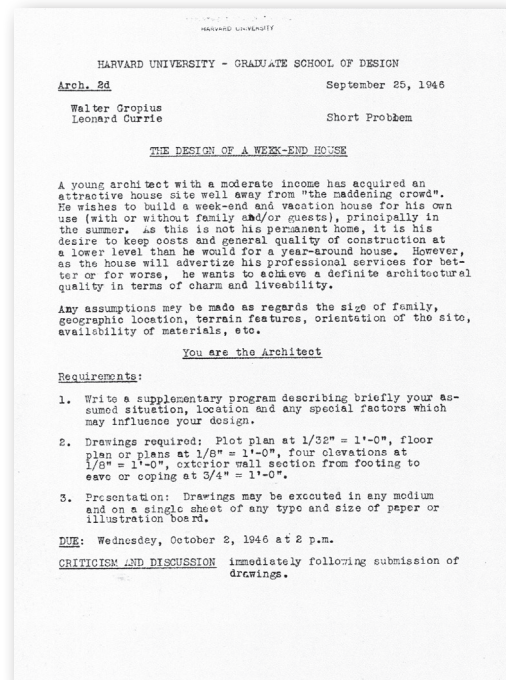 HARVARD UNIVERSITY
HARVARD UNIVERSITY - GRADUATE SCHOOL OF DESIGN
Arch. 2d September 25, 1946
Walter Gropius
Leonard Currie Short Problem
THE DESIGN OF A WEEK-END HOUSE
A young architect with a moderate income has acquired an
attractive house site well away from "the maddening crowd".
He wishes to build a week-end and vacation house for his own
use (with or without family and/or guests), principally in
the summer. As this is not his permanent home, it is his
desire to keep costs and general quality of construction at
a lower level than he would for a year-around house. However,
as the house will advertize his professional services for bet-
ter or for worse, he wants to achieve a definite architectural
quality in terms of charm and liveability.
Any assumptions may be made as regards the size of family,
geographic location, terrain features, orientation of the site,
availability of materials, etc.
You are the Architect
Requirements:
1. Write a supplementary program describing briefly your as-
sumed situation, location and any special factors which
may influence your design.
2. Drawings required: Plot plan at 1/32" = 1'-0", floor
plan or plans at 1/8" = 1'-0", four elevations at
1/8" = 1'-0", exterior wall section from footing to
eave or coping at 3/4" = 1'-0".
3. Presentation: Drawings may be executed in any medium
and on a single sheet of any type and size of paper or
illustration board.
DUE: Wednesday, October 2, 1946 at 2 p.m.
CRITICISM AND DISCUSSION immediately following submission of
drawings.